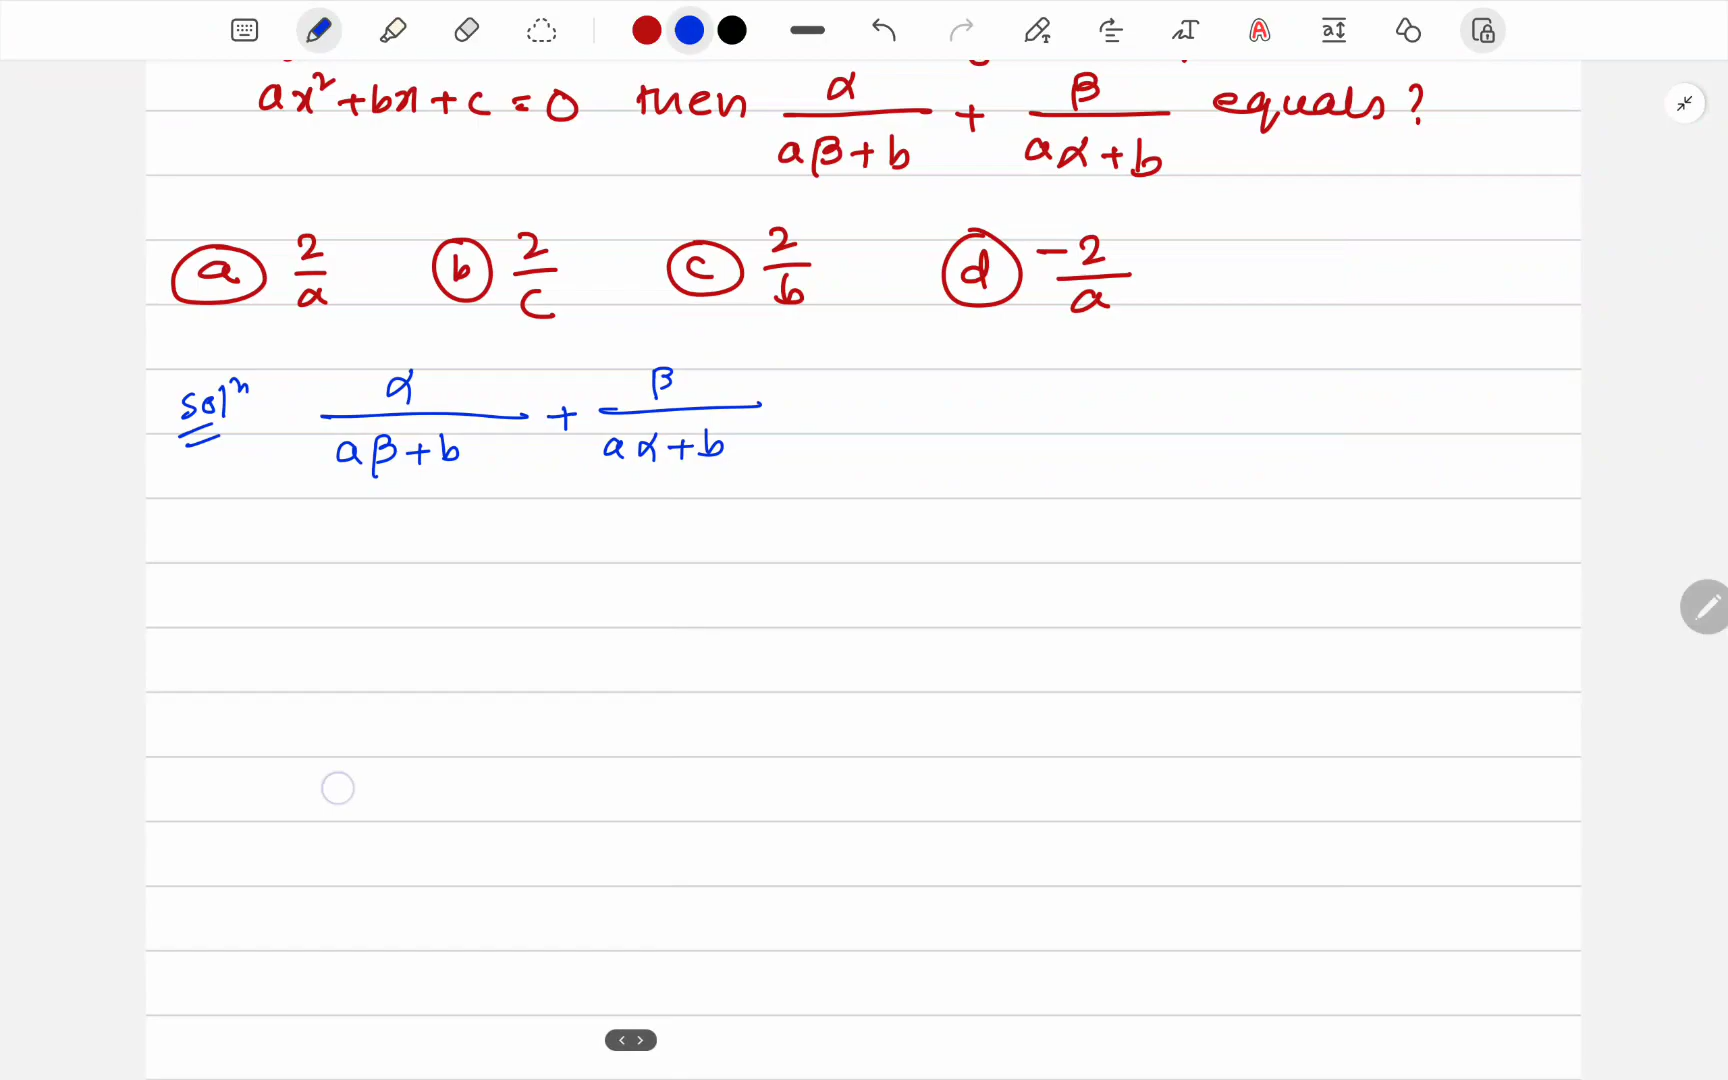 ax²+bx+c=0 then α/(aβ+b) + β/(aα+b) equals?
(a) 2/a (b) 2/c (c) 2/b (d) -2/a
Solⁿ α/(aβ+b) + β/(aα+b)